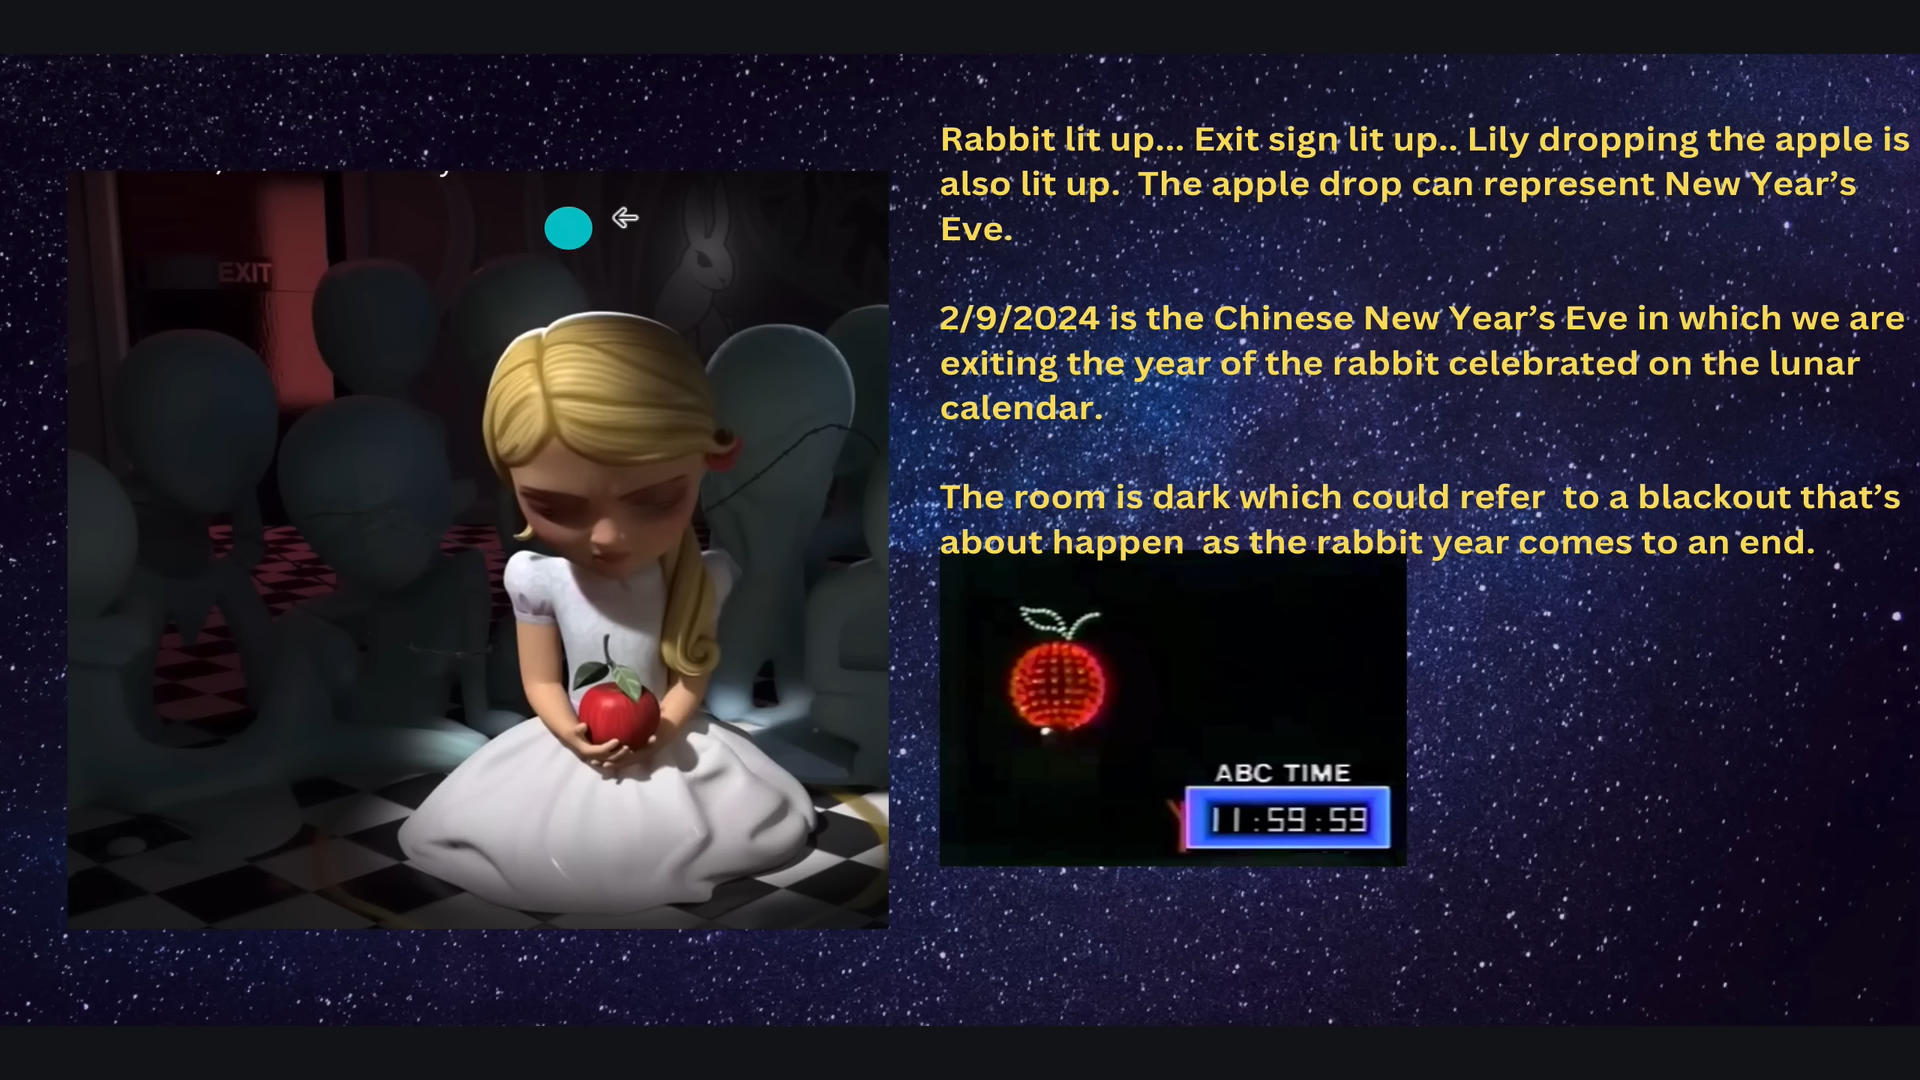 EXIT
Rabbit lit up... Exit sign lit up.. Lily dropping the apple is
also lit up.  The apple drop can represent New Year’s
Eve.
2/9/2024 is the Chinese New Year’s Eve in which we are
exiting the year of the rabbit celebrated on the lunar
calendar.
The room is dark which could refer  to a blackout that’s
about happen  as the rabbit year comes to an end.
ABC TIME
11:59:59